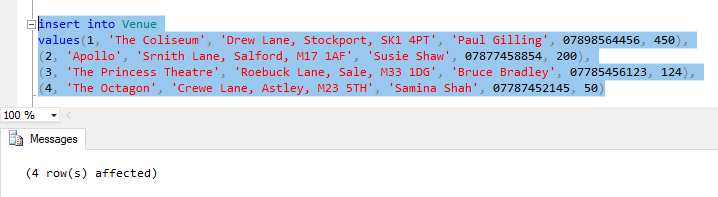 insert into Venue
values(1, 'The Coliseum', 'Drew Lane, Stockport, SK1 4PT', 'Paul Gilling', 07898564456, 450),
(2, 'Apollo', 'Srnith Lane, Salford, M17 1AF', 'Susie Shaw', 07877458854, 200),
(3, 'The Princess Theatre', 'Roebuck Lane, Sale, M33 1DG', 'Bruce Bradley', 07785456123, 124),
(4, 'The Octagon', 'Crewe Lane, Astley, M23 5TH', 'Samina Shah', 07787452145, 50)
100 %
Messages
(4 row(s) affected)